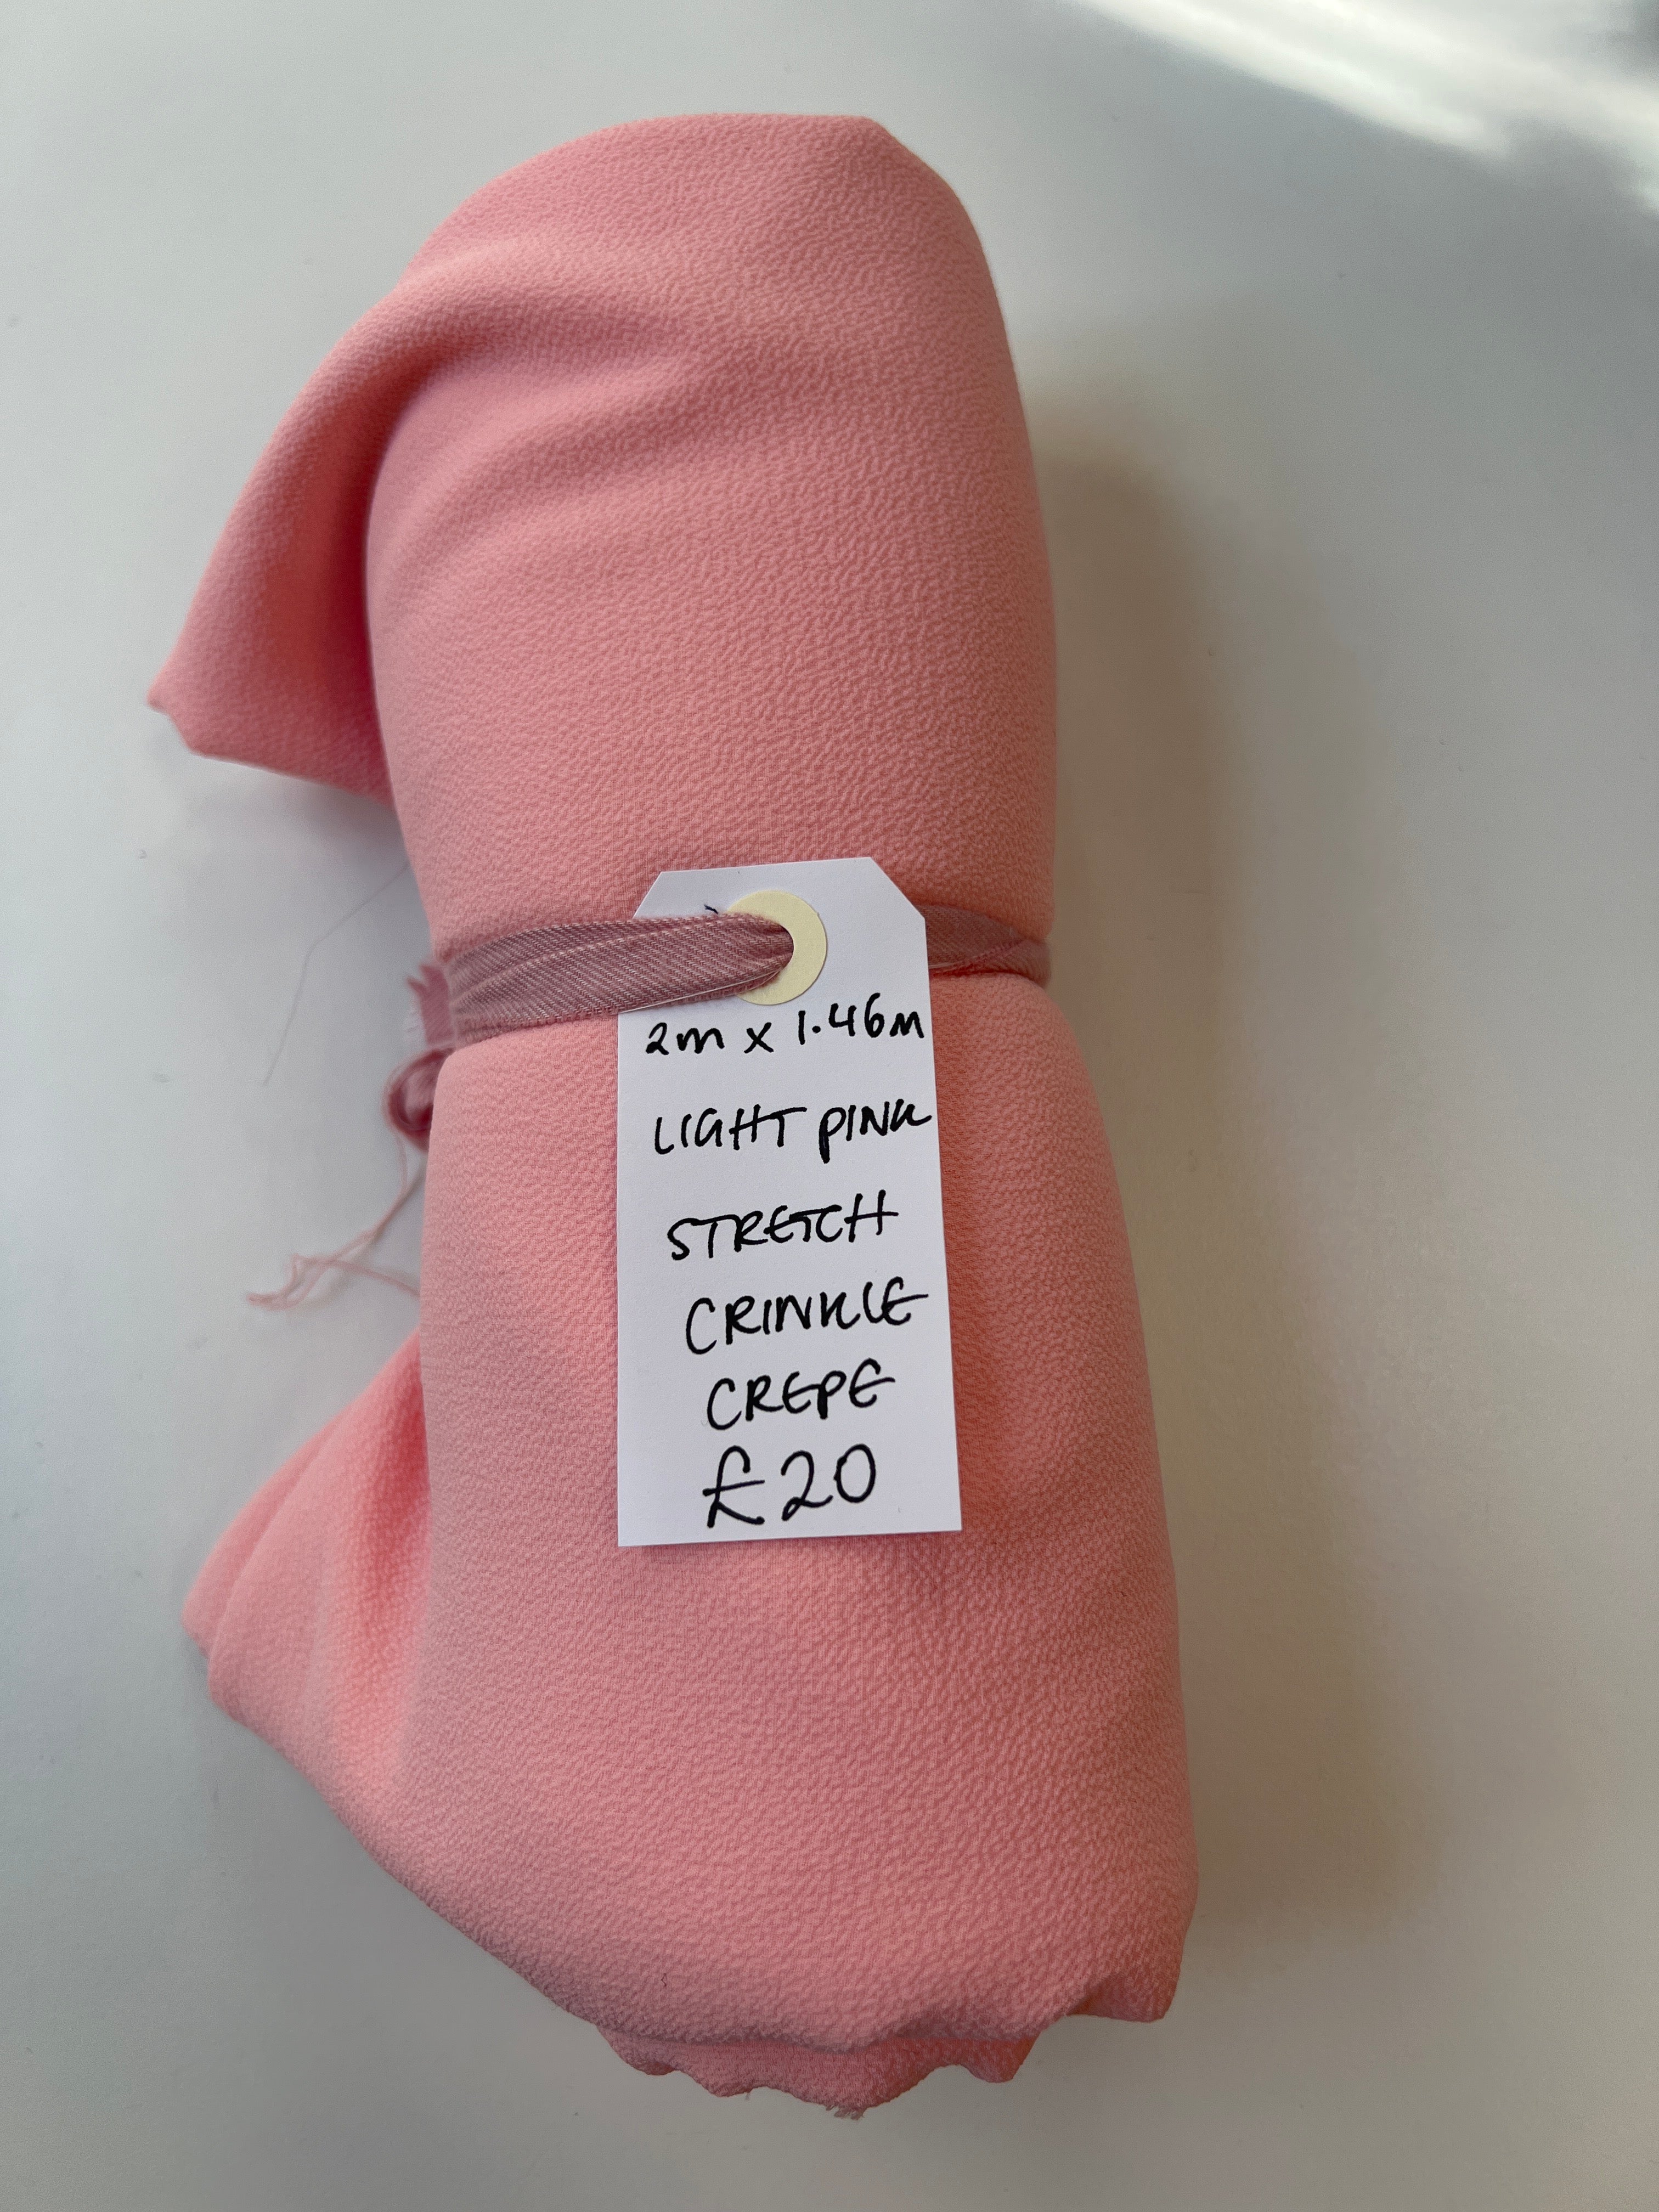 2m x 1.46m
LIGHT PINK
STRETCH
CRINKLE
CREPE
£20